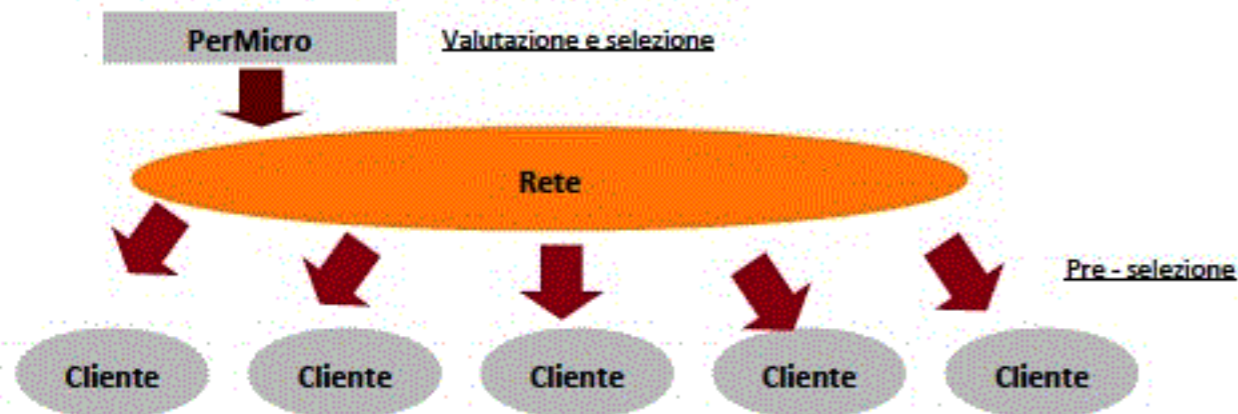 PerMicro
Valutazione e selezione
Rete
Pre - selezione
Cliente
Cliente
Cliente
Cliente
Cliente